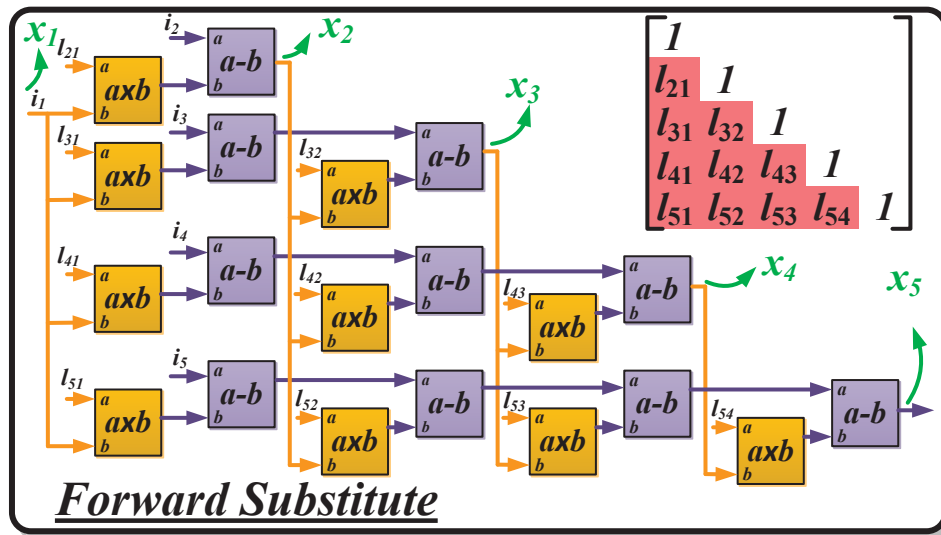 x1 i2 x2
l21 a axb b a a-b b
i1 i3 x3
l31 a axb b a a-b b l32 a axb b a a-b b
i4 x4
l41 a axb b a a-b b l42 a axb b a a-b b l43 a axb b a a-b b
i5 x5
l51 a axb b a a-b b l52 a axb b a a-b b l53 a axb b a a-b b l54 a axb b a a-b b
1
l21 1
l31 l32 1
l41 l42 l43 1
l51 l52 l53 l54 1
Forward Substitute